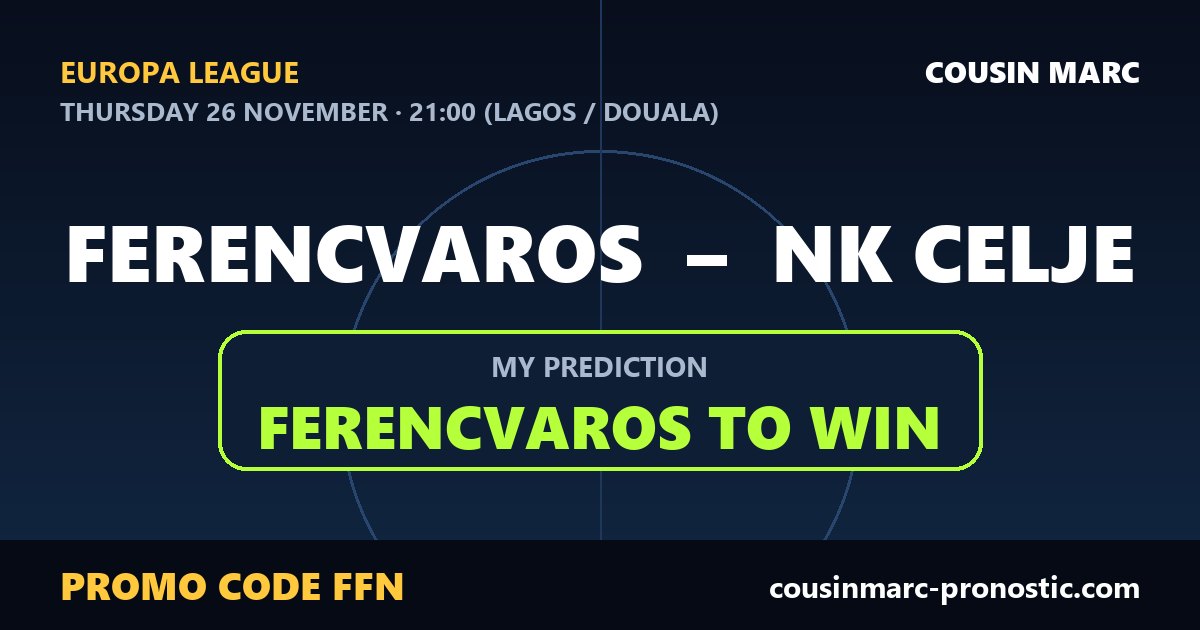 EUROPA LEAGUE
COUSIN MARC
THURSDAY 26 NOVEMBER · 21:00 (LAGOS / DOUALA)
FERENCVAROS – NK CELJE
MY PREDICTION
FERENCVAROS TO WIN
PROMO CODE FFN
cousinmarc-pronostic.com